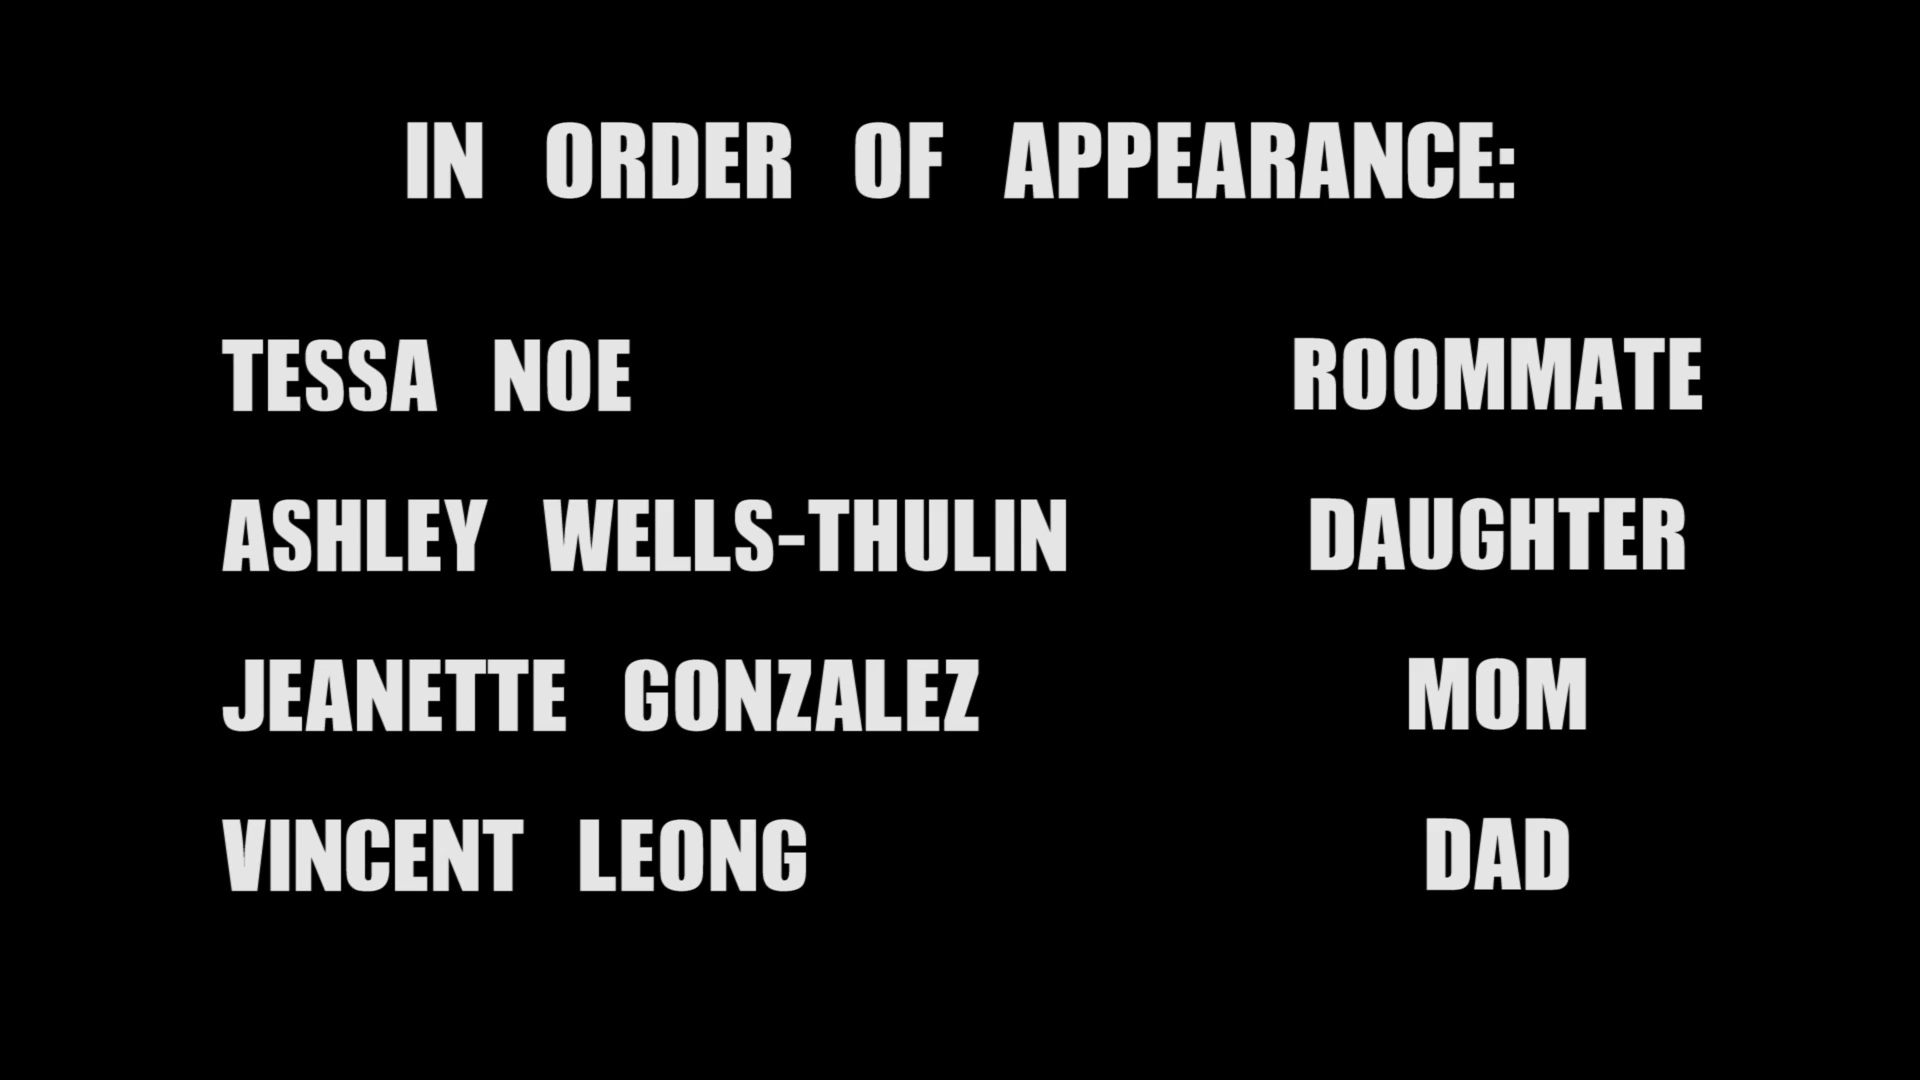 IN ORDER OF APPEARANCE:
TESSA NOE ROOMMATE
ASHLEY WELLS-THULIN DAUGHTER
JEANETTE GONZALEZ MOM
VINCENT LEONG DAD